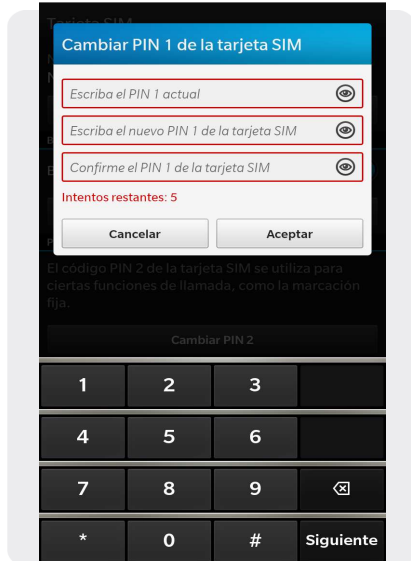 Tarjeta SIM
Cambiar PIN 1 de la tarjeta SIM
Escriba el PIN 1 actual
Escriba el nuevo PIN 1 de la tarjeta SIM
Confirme el PIN 1 de la tarjeta SIM
Intentos restantes: 5
Cancelar
Aceptar
El código PIN 2 de la tarjeta SIM se utiliza para
ciertas funciones de llamada, como la marcación
fija.
Cambiar PIN 2
1 2 3
4 5 6
7 8 9
* 0 # Siguiente